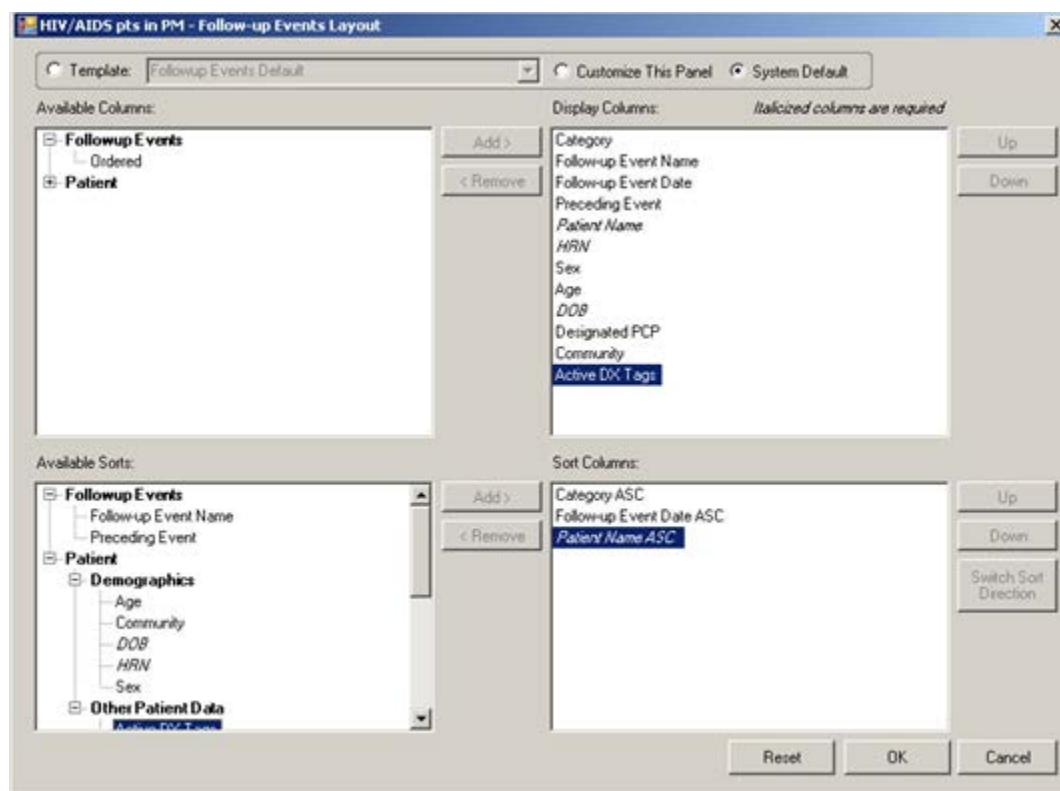 HIV/AIDS pts in PM - Follow-up Events Layout
Template: Followup Events Default Customize This Panel System Default
Available Columns:
Followup Events
Ordered
Patient
Add >
< Remove
Display Columns: Italicized columns are required
Category
Follow-up Event Name
Follow-up Event Date
Preceding Event
Patient Name
HRN
Sex
Age
DOB
Designated PCP
Community
Active DX Tags
Up
Down
Available Sorts:
Followup Events
Follow-up Event Name
Preceding Event
Patient
Demographics
Age
Community
DOB
HRN
Sex
Other Patient Data
Active DX Tags
Add >
< Remove
Sort Columns:
Category ASC
Follow-up Event Date ASC
Patient Name ASC
Up
Down
Switch Sort
Direction
Reset OK Cancel